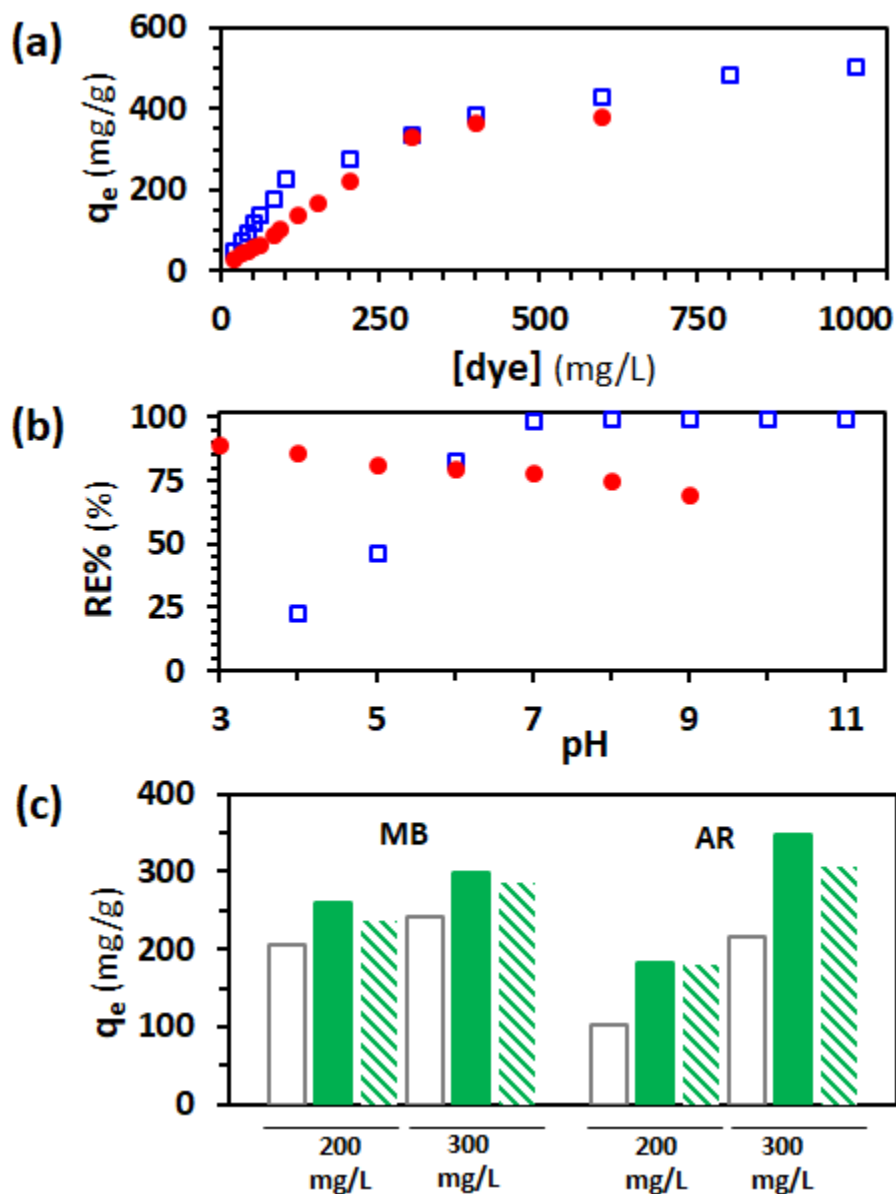 (a)
600
400
200
0
qe (mg/g)
0 250 500 750 1000
[dye] (mg/L)
(b)
100
75
50
25
0
RE% (%)
3 5 7 9 11
pH
(c)
400
300
200
100
0
qe (mg/g)
MB AR
200 300 200 300
mg/L mg/L mg/L mg/L